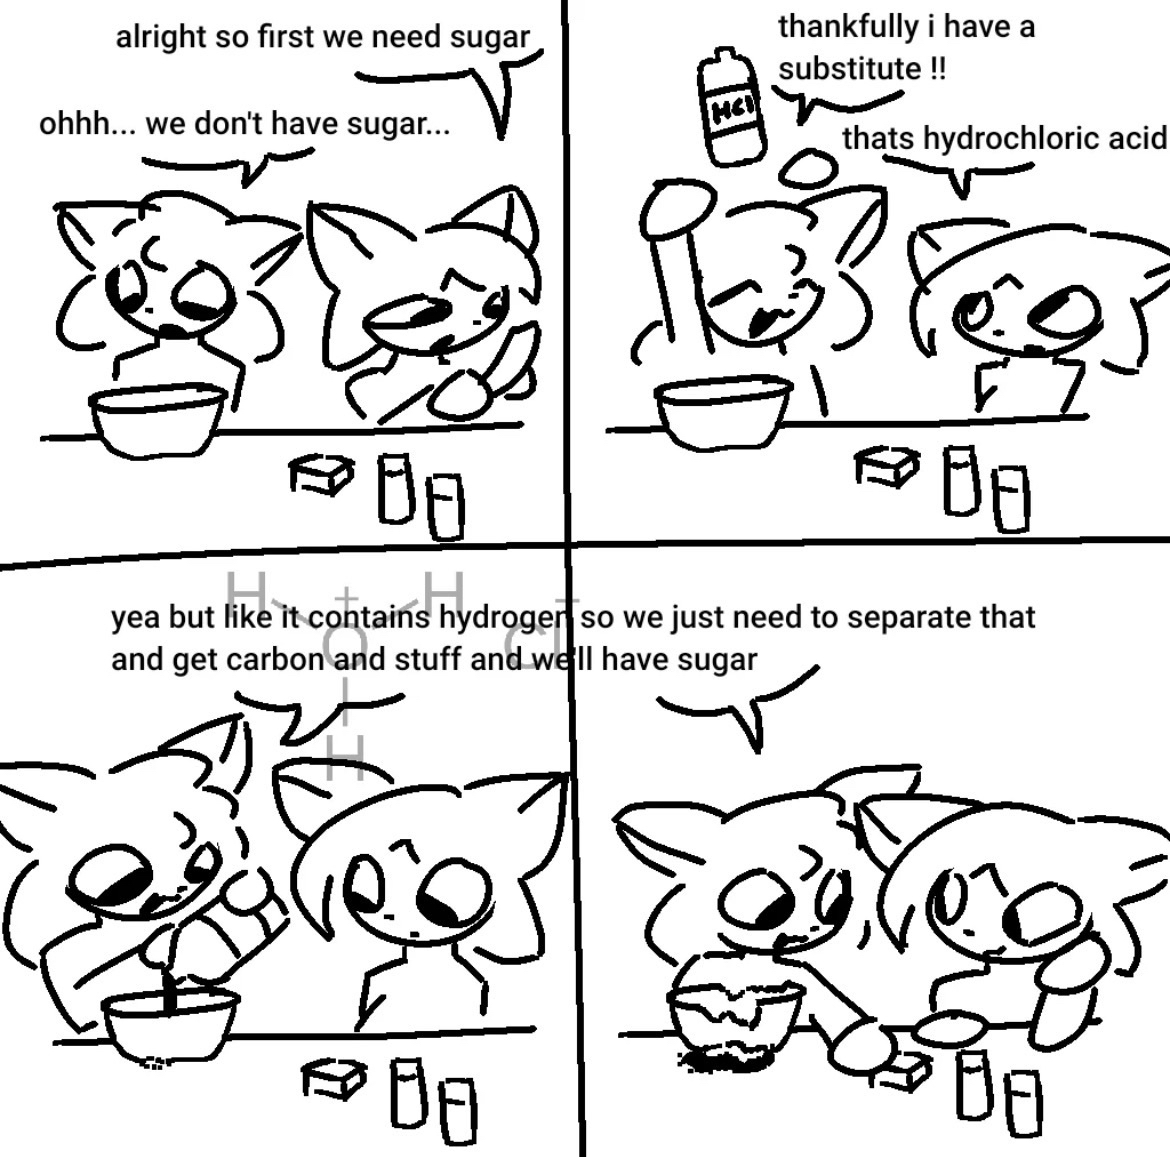 alright so first we need sugar
ohhh... we don't have sugar...
thankfully i have a
substitute !!
HCl
thats hydrochloric acid
H + H
O Cl −
H
yea but like it contains hydrogen so we just need to separate that
and get carbon and stuff and we'll have sugar